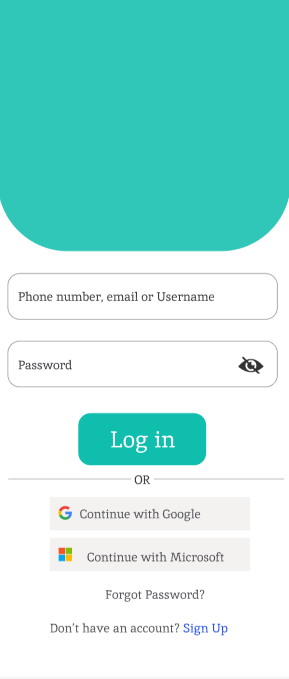 Phone number, email or Username
Password
Log in
OR
Continue with Google
Continue with Microsoft
Forgot Password?
Don't have an account? Sign Up